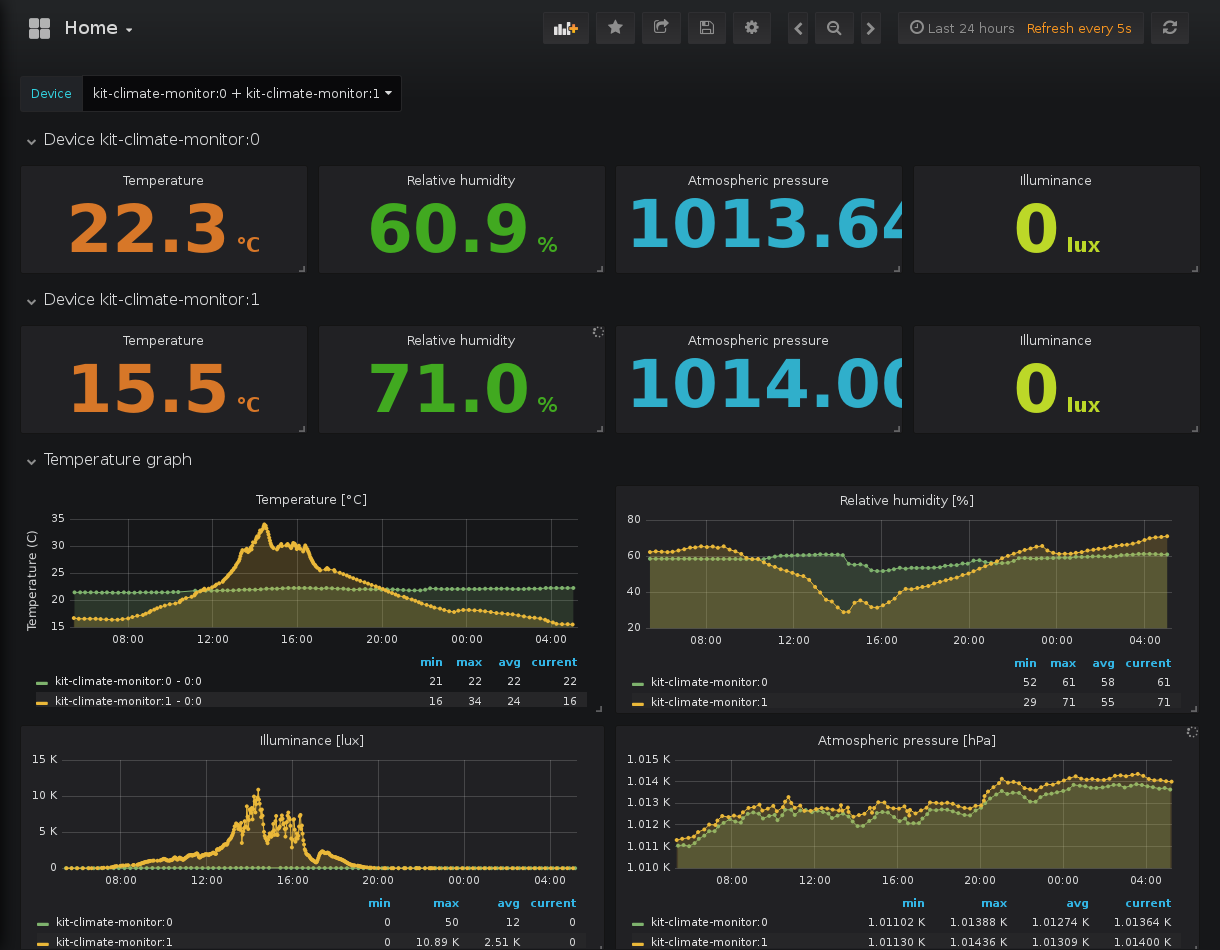 Home
Last 24 hours Refresh every 5s
Device kit-climate-monitor:0 + kit-climate-monitor:1
Device kit-climate-monitor:0
Temperature Relative humidity Atmospheric pressure Illuminance
22.3 °C 60.9 % 1013.64 0 lux
Device kit-climate-monitor:1
Temperature Relative humidity Atmospheric pressure Illuminance
15.5 °C 71.0 % 1014.00 0 lux
Temperature graph
Temperature [°C]
Temperature (C)
35
30
25
20
15
08:00 12:00 16:00 20:00 00:00 04:00
min max avg current
kit-climate-monitor:0 - 0:0 21 22 22 22
kit-climate-monitor:1 - 0:0 16 34 24 16
Relative humidity [%]
80
60
40
20
08:00 12:00 16:00 20:00 00:00 04:00
min max avg current
kit-climate-monitor:0 52 61 58 61
kit-climate-monitor:1 29 71 55 71
Illuminance [lux]
15 K
10 K
5 K
0
08:00 12:00 16:00 20:00 00:00 04:00
min max avg current
kit-climate-monitor:0 0 50 12 0
kit-climate-monitor:1 0 10.89 K 2.51 K 0
Atmospheric pressure [hPa]
1.015 K
1.014 K
1.013 K
1.012 K
1.011 K
1.010 K
08:00 12:00 16:00 20:00 00:00 04:00
min max avg current
kit-climate-monitor:0 1.01102 K 1.01388 K 1.01274 K 1.01364 K
kit-climate-monitor:1 1.01130 K 1.01436 K 1.01309 K 1.01400 K